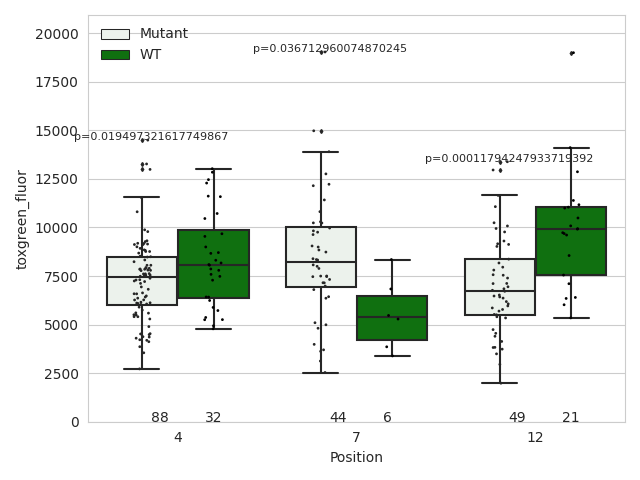 20000
17500
15000
12500
10000
7500
5000
2500
0
toxgreen_fluor
Mutant
WT
p=0.036712960074870245
p=0.019497321617749867
p=0.00011794247933719392
88 32 44 6 49 21
4 7 12
Position